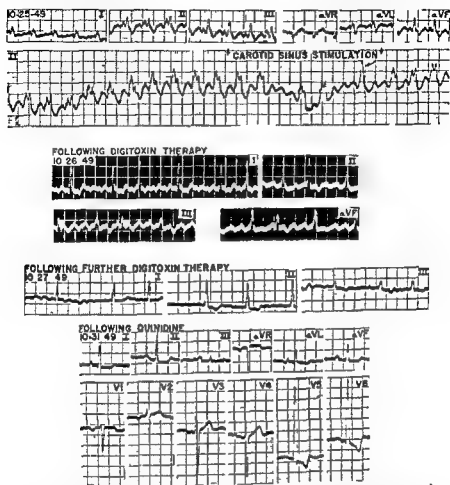 10-25-49 I II III aVR aVL aVF
II CAROTID SINUS STIMULATION
FOLLOWING DIGITOXIN THERAPY
10 26 49 I II
III aVF
FOLLOWING FURTHER DIGITOXIN THERAPY
10 27 49 I II III
FOLLOWING QUINIDINE
10-31 49 I II III aVR aVL aVF
V1 V2 V3 V4 V5 V6